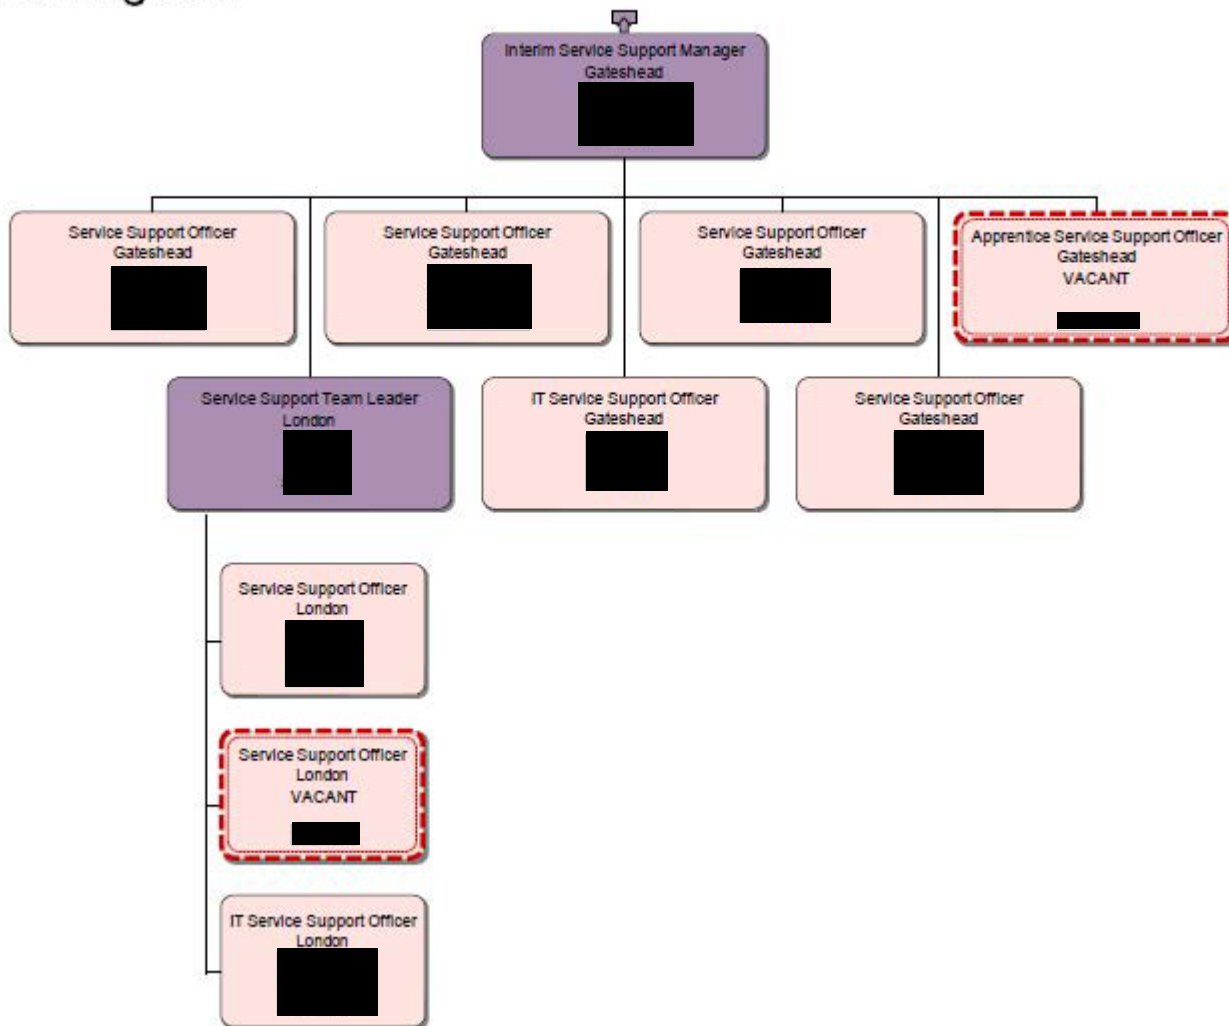 Interim Service Support Manager
Gateshead
Service Support Officer
Gateshead
Service Support Officer
Gateshead
Service Support Officer
Gateshead
Apprentice Service Support Officer
Gateshead
VACANT
Service Support Team Leader
London
IT Service Support Officer
Gateshead
Service Support Officer
Gateshead
Service Support Officer
London
Service Support Officer
London
VACANT
IT Service Support Officer
London